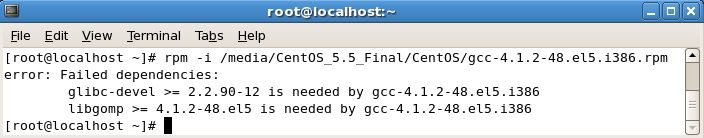 root@localhost:~
File Edit View Terminal Tabs Help
[root@localhost ~]# rpm -i /media/CentOS_5.5_Final/CentOS/gcc-4.1.2-48.el5.i386.rpm
error: Failed dependencies:
        glibc-devel >= 2.2.90-12 is needed by gcc-4.1.2-48.el5.i386
        libgomp >= 4.1.2-48.el5 is needed by gcc-4.1.2-48.el5.i386
[root@localhost ~]#